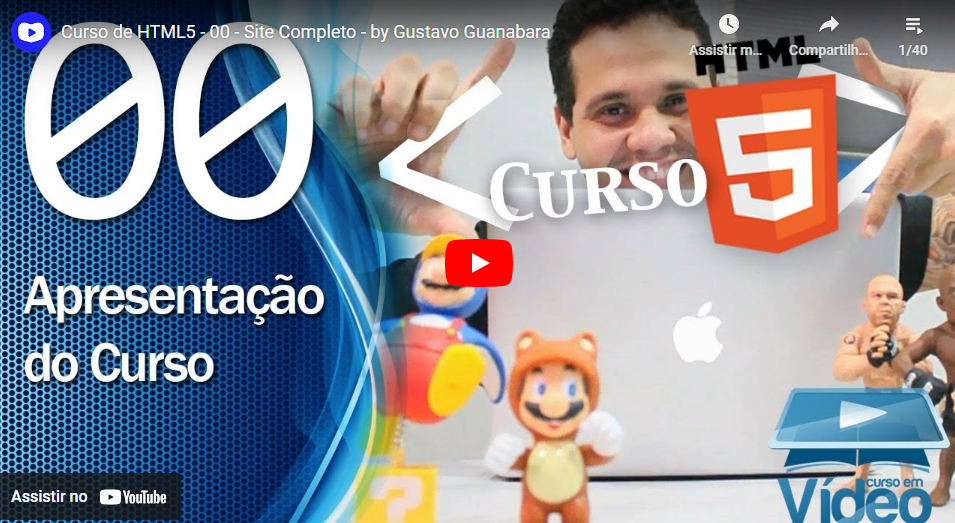 Curso de HTML5 - 00 - Site Completo - by Gustavo Guanabara
Assistir m...
Compartilh...
1/40
00
HTML
5
<CURSO>
Apresentação
do Curso
?
Assistir no YouTube
curso em
Vídeo